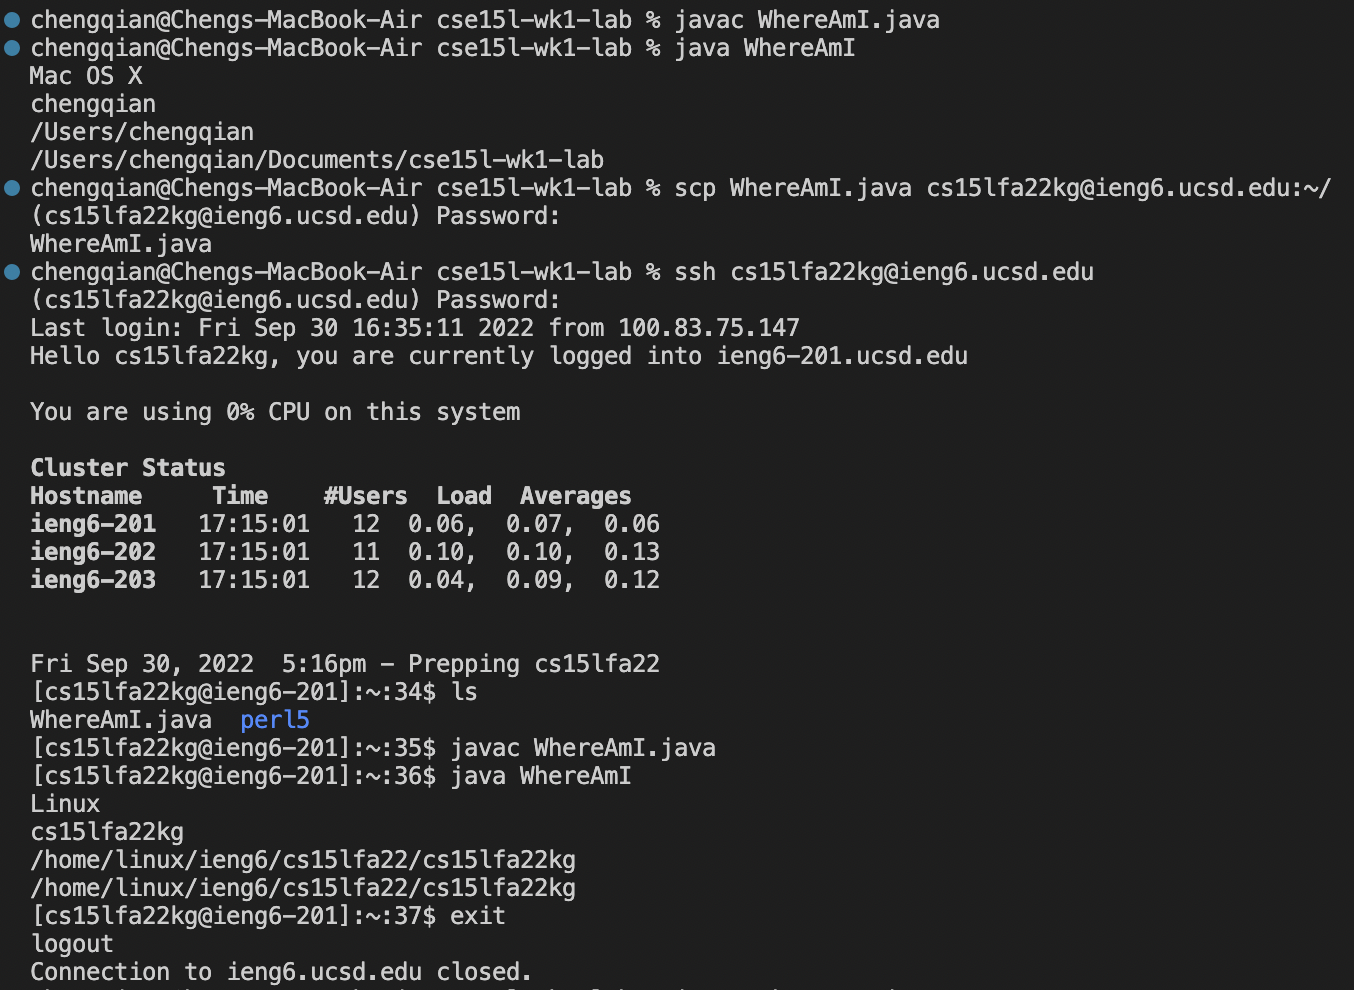 chengqian@Chengs-MacBook-Air cse15l-wk1-lab % javac WhereAmI.java
chengqian@Chengs-MacBook-Air cse15l-wk1-lab % java WhereAmI
Mac OS X
chengqian
/Users/chengqian
/Users/chengqian/Documents/cse15l-wk1-lab
chengqian@Chengs-MacBook-Air cse15l-wk1-lab % scp WhereAmI.java cs15lfa22kg@ieng6.ucsd.edu:~/
(cs15lfa22kg@ieng6.ucsd.edu) Password:
WhereAmI.java
chengqian@Chengs-MacBook-Air cse15l-wk1-lab % ssh cs15lfa22kg@ieng6.ucsd.edu
(cs15lfa22kg@ieng6.ucsd.edu) Password:
Last login: Fri Sep 30 16:35:11 2022 from 100.83.75.147
Hello cs15lfa22kg, you are currently logged into ieng6-201.ucsd.edu
You are using 0% CPU on this system
Cluster Status
Hostname     Time    #Users  Load  Averages
ieng6-201   17:15:01   12  0.06,  0.07,  0.06
ieng6-202   17:15:01   11  0.10,  0.10,  0.13
ieng6-203   17:15:01   12  0.04,  0.09,  0.12
Fri Sep 30, 2022  5:16pm - Prepping cs15lfa22
[cs15lfa22kg@ieng6-201]:~:34$ ls
WhereAmI.java  perl5
[cs15lfa22kg@ieng6-201]:~:35$ javac WhereAmI.java
[cs15lfa22kg@ieng6-201]:~:36$ java WhereAmI
Linux
cs15lfa22kg
/home/linux/ieng6/cs15lfa22/cs15lfa22kg
/home/linux/ieng6/cs15lfa22/cs15lfa22kg
[cs15lfa22kg@ieng6-201]:~:37$ exit
logout
Connection to ieng6.ucsd.edu closed.